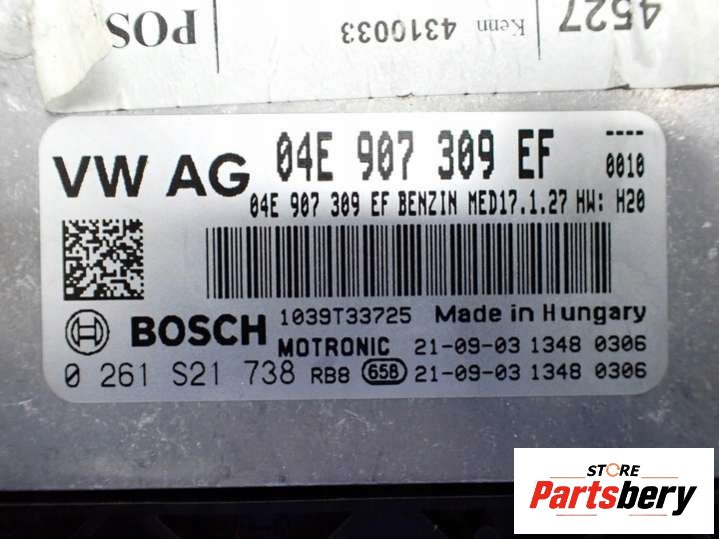 4527
Kenn 4310033
POS
VW AG 04E 907 309 EF ---- 0010
04E 907 309 EF BENZIN MED17.1.27 HW: H20
BOSCH 1039T33725 Made in Hungary
MOTRONIC 21-09-03 1348 0306
0 261 S21 738 RB8 658 21-09-03 1348 0306
STORE
Partsbery